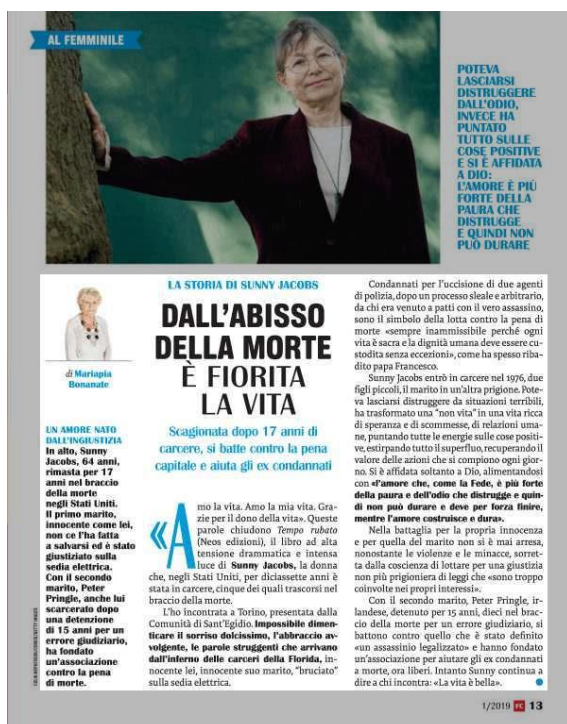 AL FEMMINILE
POTEVA
LASCIARSI
DISTRUGGERE
DALL'ODIO,
INVECE HA
PUNTATO
TUTTO SULLE
COSE POSITIVE
E SI È AFFIDATA
A DIO:
L'AMORE È PIÙ
FORTE DELLA
PAURA CHE
DISTRUGGE
E QUINDI NON
PUÒ DURARE
di Mariapia
Bonanate
UN AMORE NATO
DALL'INGIUSTIZIA
In alto, Sunny
Jacobs, 64 anni,
rimasta per 17
anni nel braccio
della morte
negli Stati Uniti.
Il primo marito,
innocente come lei,
non ce l'ha fatta
a salvarsi ed è stato
giustiziato sulla
sedia elettrica.
Con il secondo
marito, Peter
Pringle, anche lui
scarcerato dopo
una detenzione
di 15 anni per un
errore giudiziario,
ha fondato
un'associazione
contro la pena
di morte.
LA STORIA DI SUNNY JACOBS
DALL'ABISSO
DELLA MORTE
È FIORITA
LA VITA
Scagionata dopo 17 anni di
carcere, si batte contro la pena
capitale e aiuta gli ex condannati
«Amo la vita. Amo la mia vita. Gra-
zie per il dono della vita». Queste
parole chiudono Tempo rubato
(Neos edizioni), il libro ad alta
tensione drammatica e intensa
luce di Sunny Jacobs, la donna
che, negli Stati Uniti, per diciassette anni è
stata in carcere, cinque dei quali trascorsi nel
braccio della morte.
L'ho incontrata a Torino, presentata dalla
Comunità di Sant'Egidio. Impossibile dimen-
ticare il sorriso dolcissimo, l'abbraccio av-
volgente, le parole struggenti che arrivano
dall'inferno delle carceri della Florida, in-
nocente lei, innocente suo marito, "bruciato"
sulla sedia elettrica.
Condannati per l'uccisione di due agenti
di polizia, dopo un processo sleale e arbitrario,
da chi era venuto a patti con il vero assassino,
sono il simbolo della lotta contro la pena di
morte «sempre inammissibile perché ogni
vita è sacra e la dignità umana deve essere cu-
stodita senza eccezioni», come ha spesso riba-
dito papa Francesco.
Sunny Jacobs entrò in carcere nel 1976, due
figli piccoli, il marito in un'altra prigione. Pote-
va lasciarsi distruggere da situazioni terribili,
ha trasformato una "non vita" in una vita ricca
di speranza e di scommesse, di relazioni uma-
ne, puntando tutte le energie sulle cose positi-
ve, estirpando tutto il superfluo, recuperando il
valore delle azioni che si compiono ogni gior-
no. Si è affidata soltanto a Dio, alimentandosi
con «l'amore che, come la Fede, è più forte
della paura e dell'odio che distrugge e quin-
di non può durare e deve per forza finire,
mentre l'amore costruisce e dura».
Nella battaglia per la propria innocenza
e per quella del marito non si è mai arresa,
nonostante le violenze e le minacce, sorret-
ta dalla coscienza di lottare per una giustizia
non più prigioniera di leggi che «sono troppo
coinvolte nei propri interessi».
Con il secondo marito, Peter Pringle, ir-
landese, detenuto per 15 anni, dieci nel brac-
cio della morte per un errore giudiziario, si
battono contro quello che è stato definito
«un assassinio legalizzato» e hanno fondato
un'associazione per aiutare gli ex condannati
a morte, ora liberi. Intanto Sunny continua a
dire a chi incontra: «La vita è bella».
1/2019 FC 13